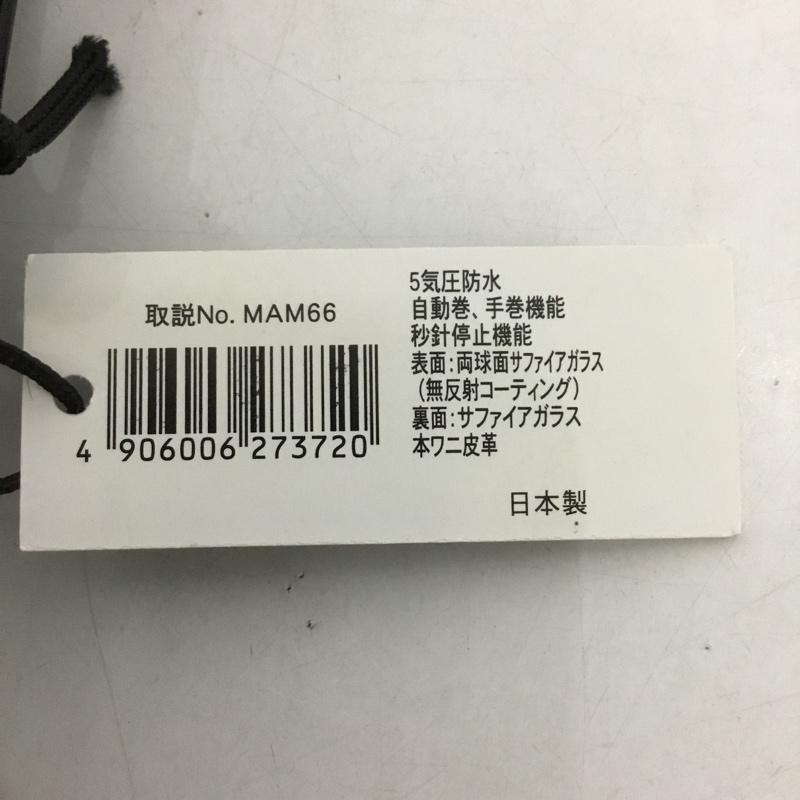 取説No. MAM66
4 906006 273720
5気圧防水
自動巻、手巻機能
秒針停止機能
表面:両球面サファイアガラス
(無反射コーティング)
裏面:サファイアガラス
本ワニ皮革
日本製